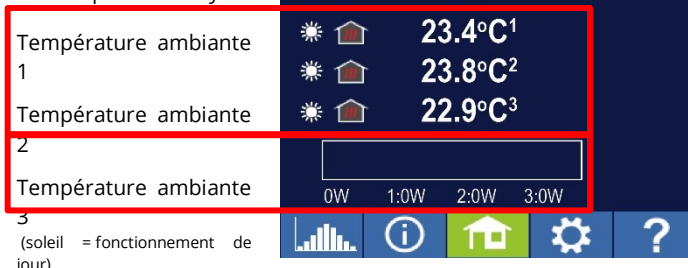 Température ambiante
1
Température ambiante
2
Température ambiante
3
(soleil = fonctionnement de
jour)
23.4°C¹
23.8°C²
22.9°C³
0W 1:0W 2:0W 3:0W
?